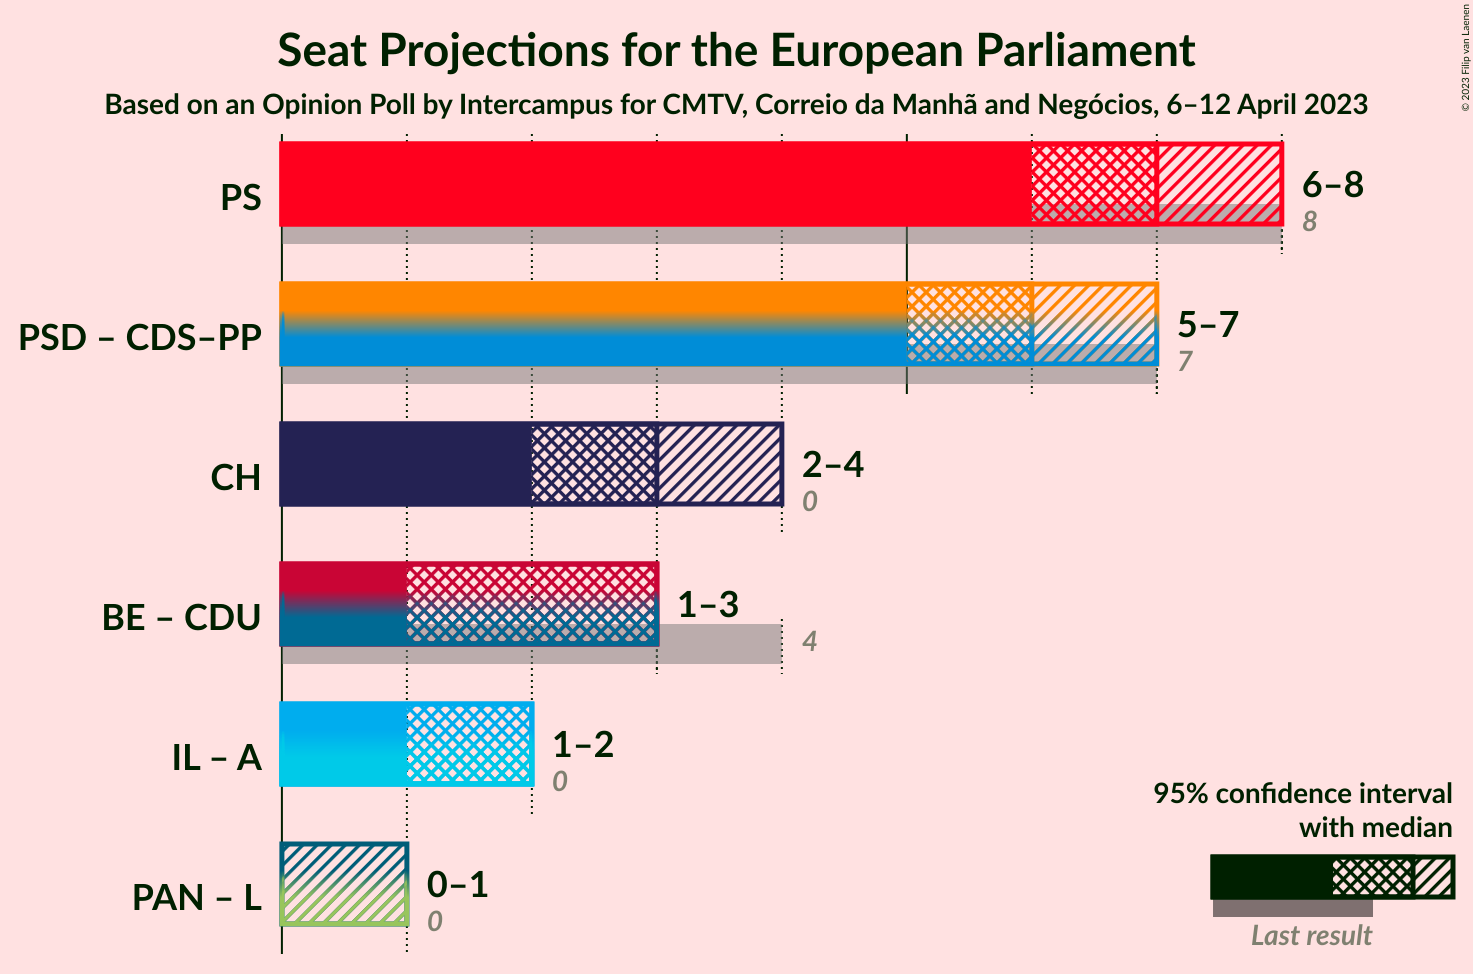 Seat Projections for the European Parliament
Based on an Opinion Poll by Intercampus for CMTV, Correio da Manhã and Negócios, 6–12 April 2023
© 2023 Filip van Laenen
PS
6–8
8
PSD – CDS–PP
5–7
7
CH
2–4
0
BE – CDU
1–3
4
IL – A
1–2
0
PAN – L
0–1
0
95% confidence interval
with median
Last result